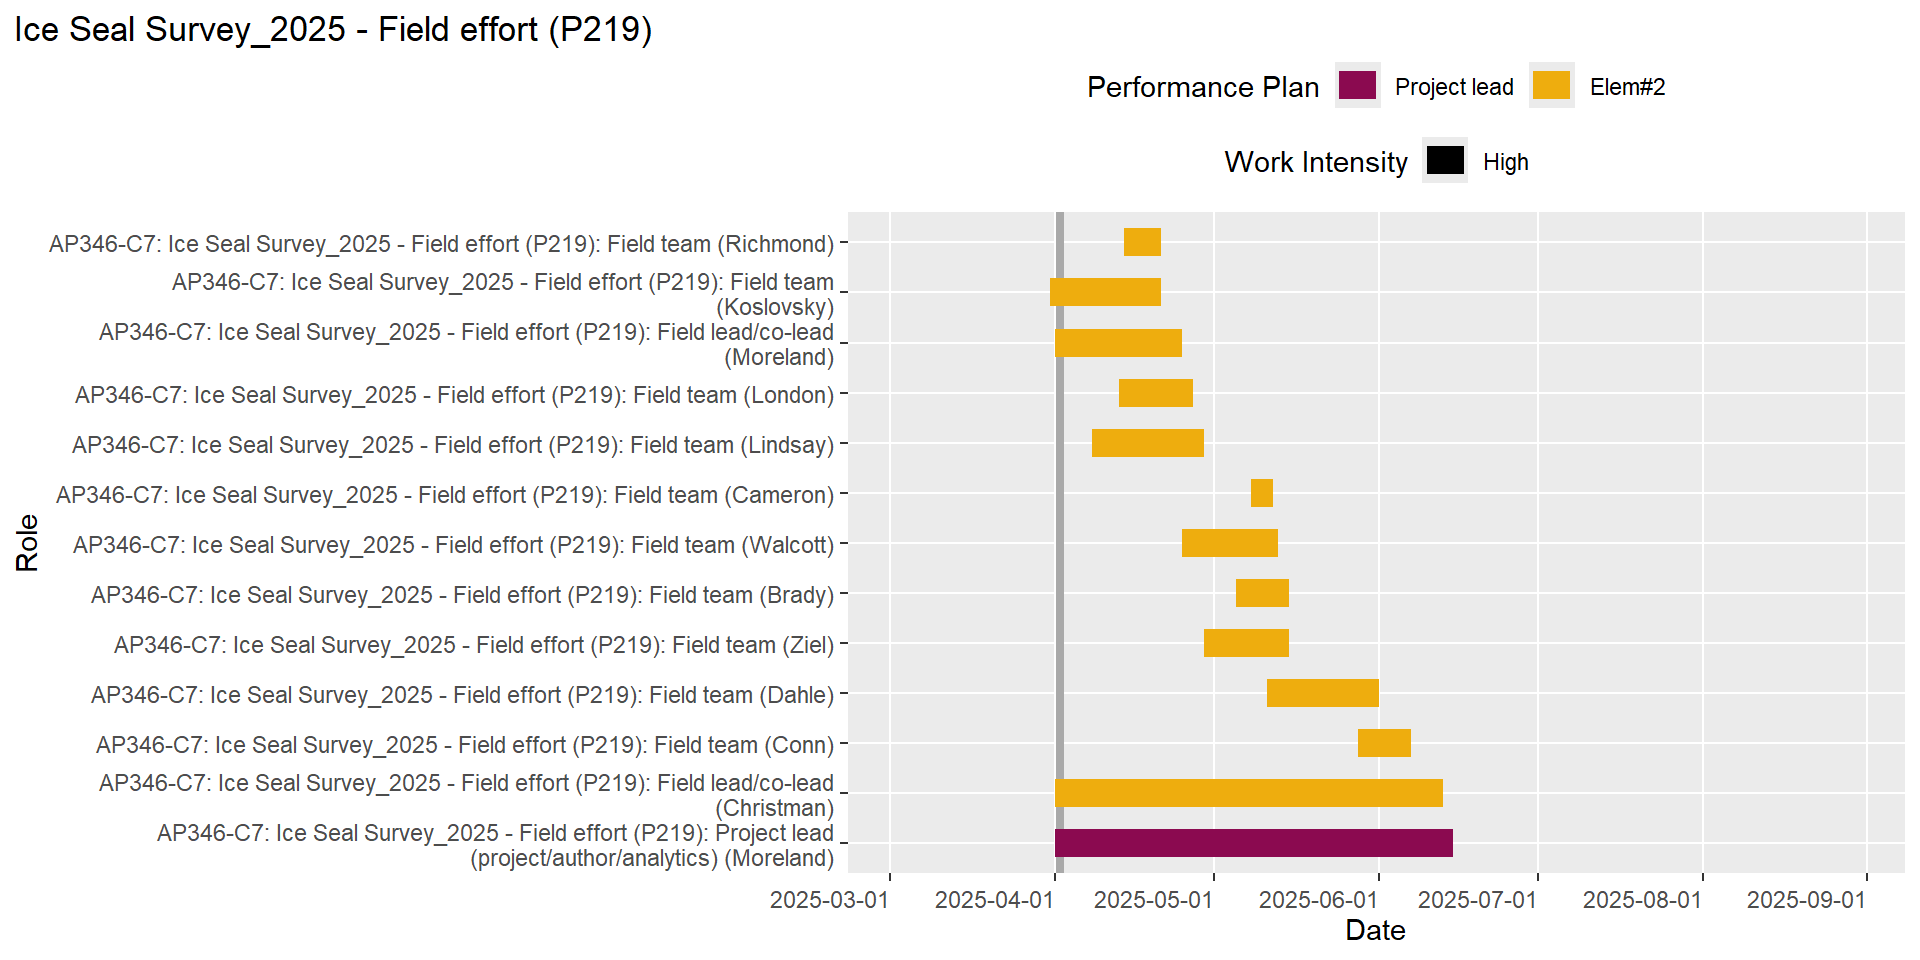 Ice Seal Survey_2025 - Field effort (P219)
Performance Plan Project lead Elem#2
Work Intensity High
AP346-C7: Ice Seal Survey_2025 - Field effort (P219): Field team (Richmond)
AP346-C7: Ice Seal Survey_2025 - Field effort (P219): Field team
(Koslovsky)
AP346-C7: Ice Seal Survey_2025 - Field effort (P219): Field lead/co-lead
(Moreland)
AP346-C7: Ice Seal Survey_2025 - Field effort (P219): Field team (London)
AP346-C7: Ice Seal Survey_2025 - Field effort (P219): Field team (Lindsay)
AP346-C7: Ice Seal Survey_2025 - Field effort (P219): Field team (Cameron)
AP346-C7: Ice Seal Survey_2025 - Field effort (P219): Field team (Walcott)
AP346-C7: Ice Seal Survey_2025 - Field effort (P219): Field team (Brady)
AP346-C7: Ice Seal Survey_2025 - Field effort (P219): Field team (Ziel)
AP346-C7: Ice Seal Survey_2025 - Field effort (P219): Field team (Dahle)
AP346-C7: Ice Seal Survey_2025 - Field effort (P219): Field team (Conn)
AP346-C7: Ice Seal Survey_2025 - Field effort (P219): Field lead/co-lead
(Christman)
AP346-C7: Ice Seal Survey_2025 - Field effort (P219): Project lead
(project/author/analytics) (Moreland)
Role
2025-03-01 2025-04-01 2025-05-01 2025-06-01 2025-07-01 2025-08-01 2025-09-01
Date